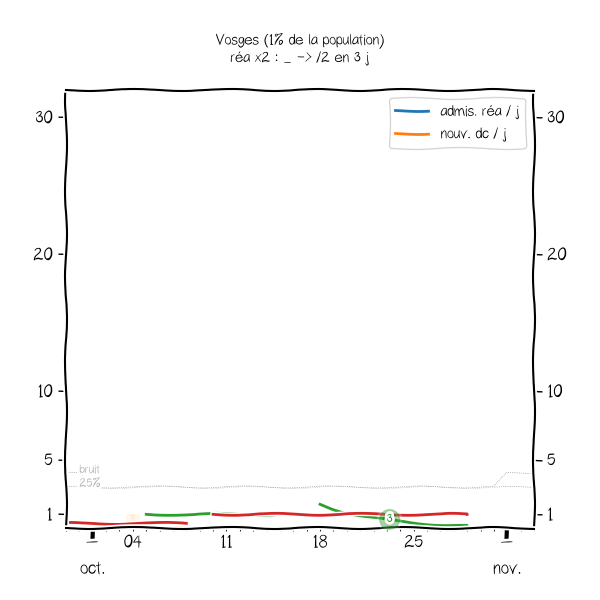 Vosges (1% de la population)
réa x2 : _ -> /2 en 3 j
admis. réa / j
nouv. dc / j
30
30
20
20
10
10
5
5
bruit
25%
1
1
3
04
11
18
25
oct.
nov.